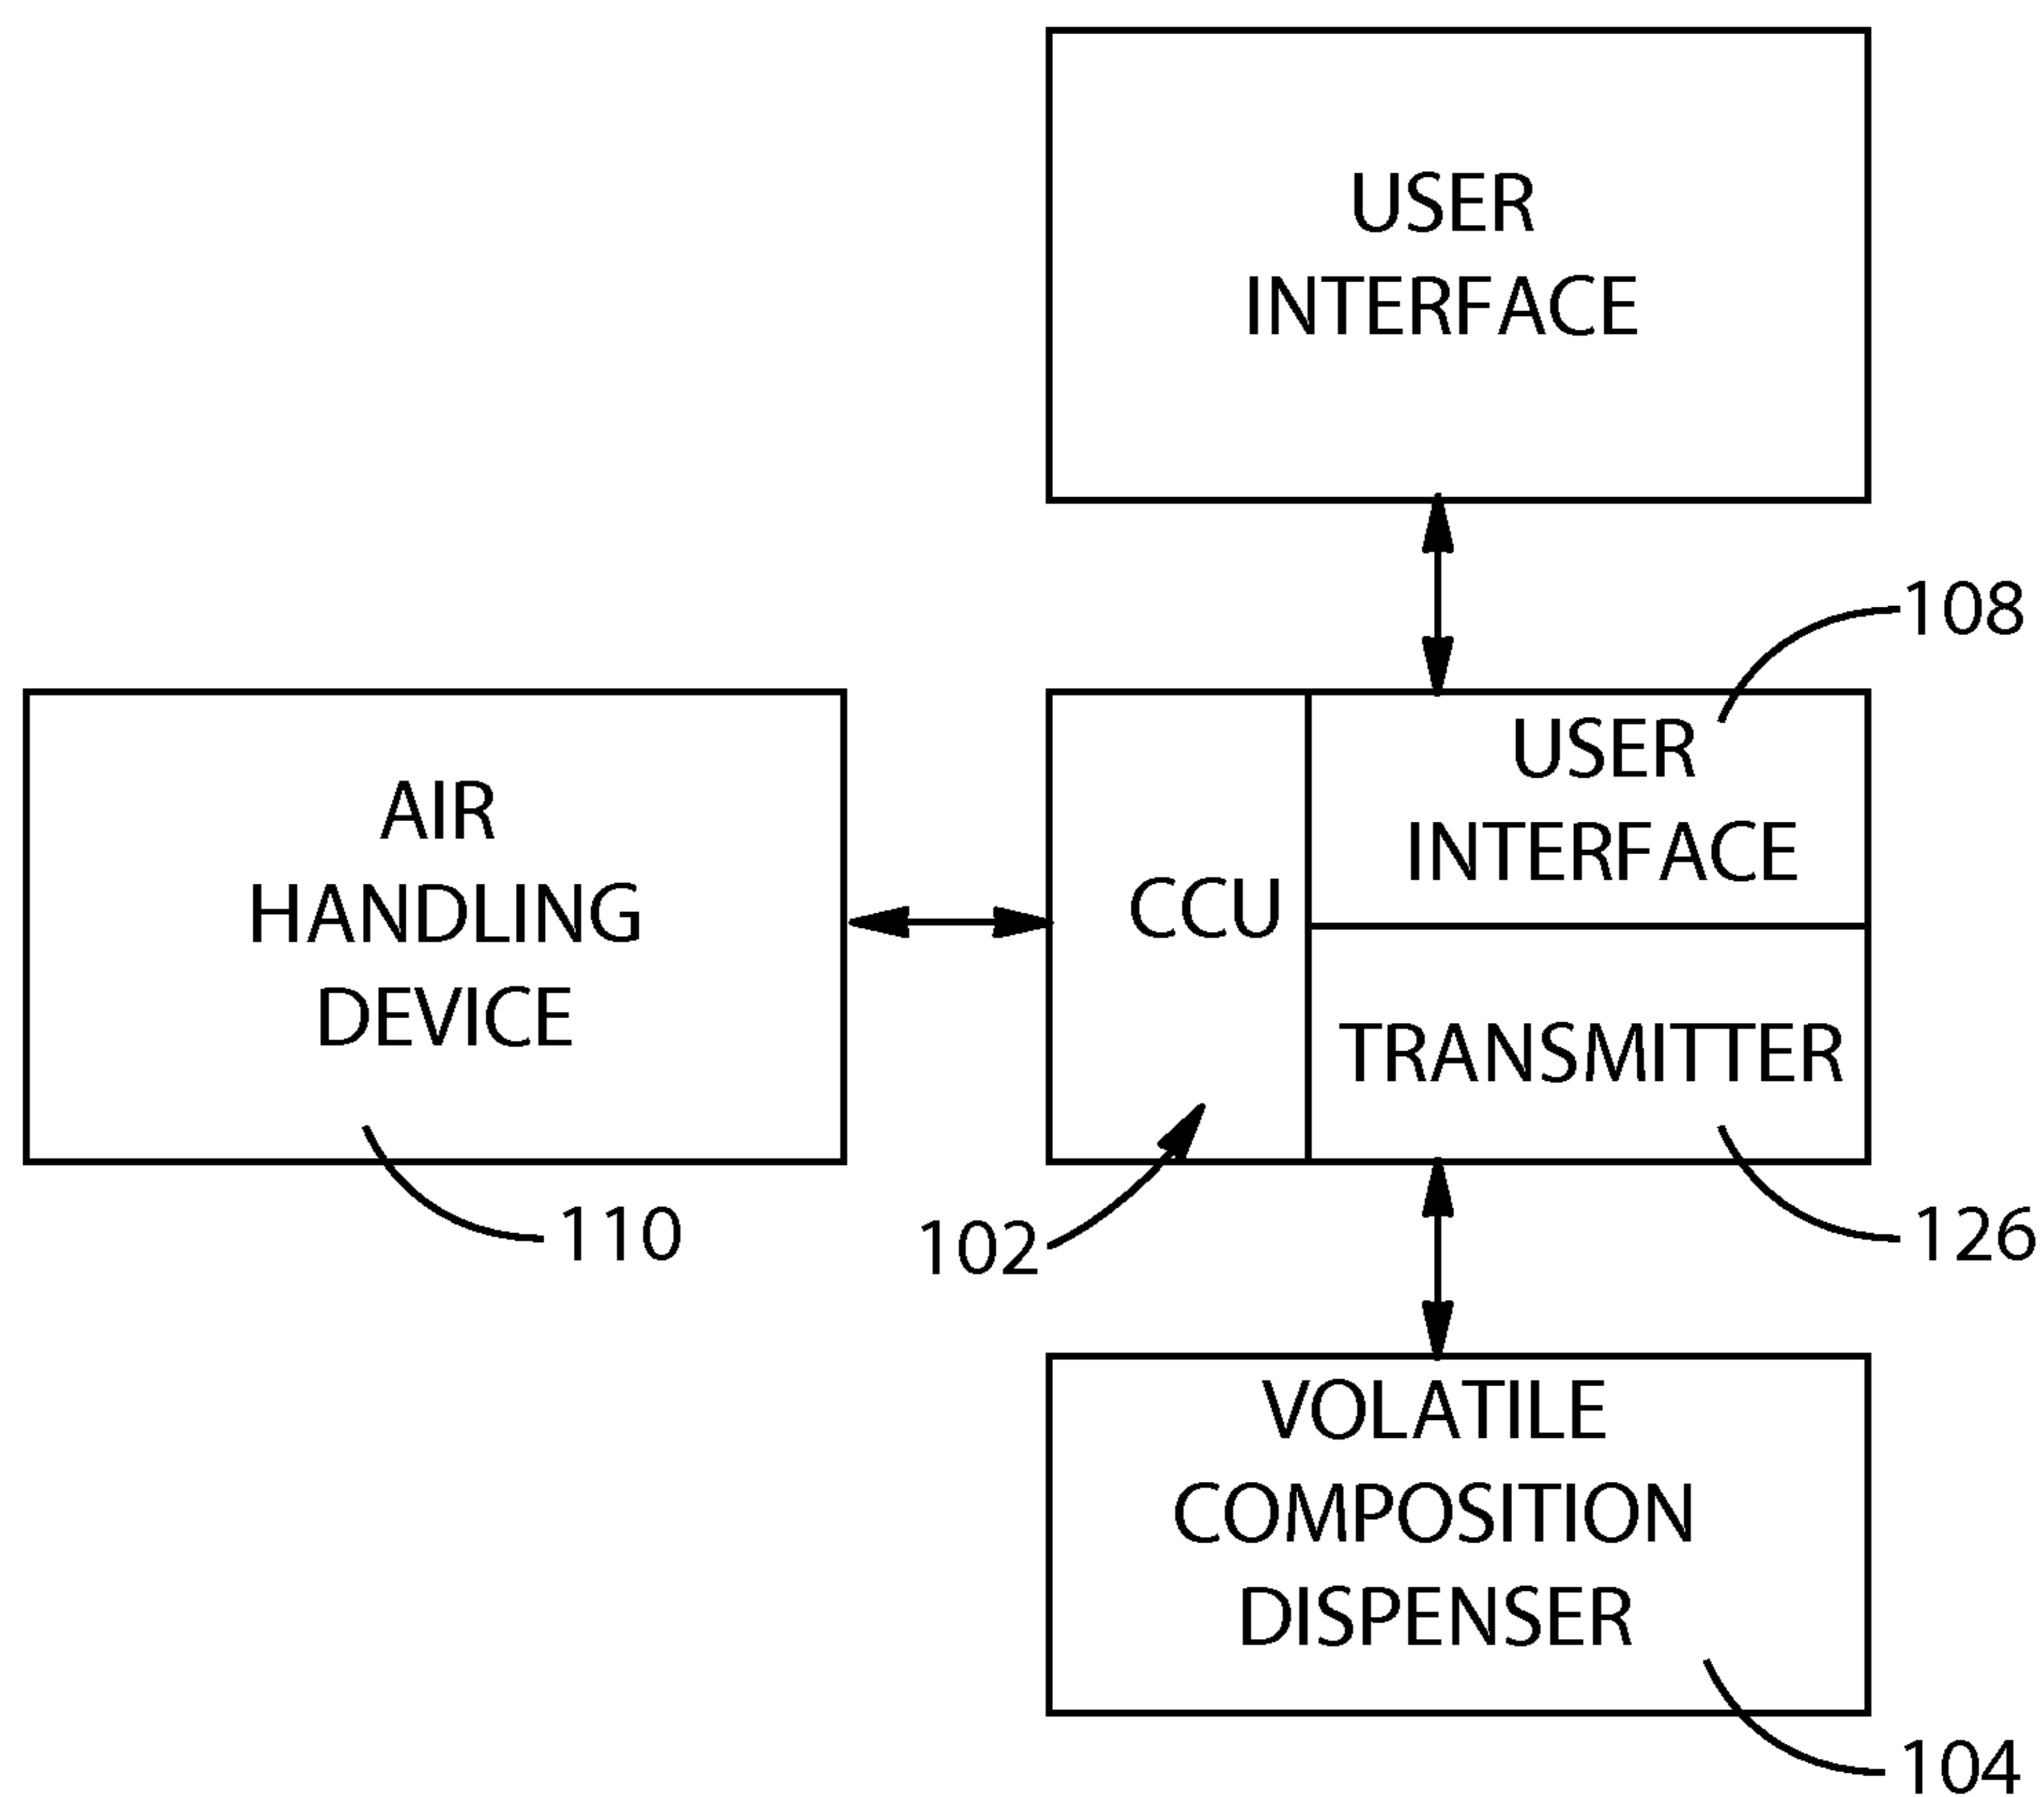 USER
INTERFACE
108
AIR
HANDLING
DEVICE
110
CCU
102
USER
INTERFACE
TRANSMITTER
126
VOLATILE
COMPOSITION
DISPENSER
104